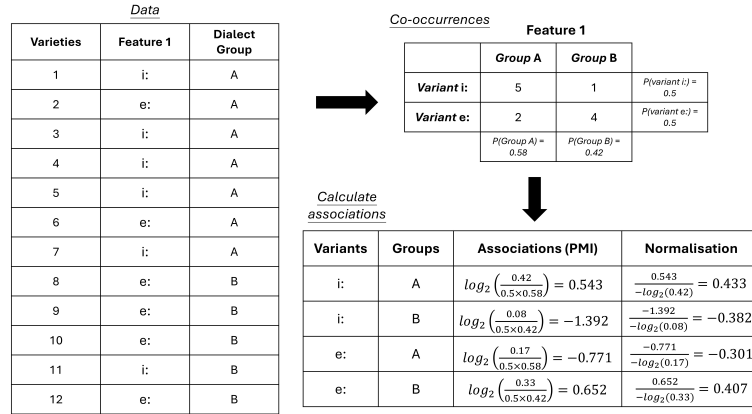 Data
Varieties Feature 1 Dialect Group
1 i: A
2 e: A
3 i: A
4 i: A
5 i: A
6 e: A
7 i: A
8 e: B
9 e: B
10 e: B
11 i: B
12 e: B
Co-occurrences
Feature 1
Group A Group B
Variant i: 5 1 P(variant i:) = 0.5
Variant e: 2 4 P(variant e:) = 0.5
P(Group A) = 0.58 P(Group B) = 0.42
Calculate
associations
Variants Groups Associations (PMI) Normalisation
i: A log₂(0.42/0.5×0.58) = 0.543 0.543/−log₂(0.42) = 0.433
i: B log₂(0.08/0.5×0.42) = −1.392 −1.392/−log₂(0.08) = −0.382
e: A log₂(0.17/0.5×0.58) = −0.771 −0.771/−log₂(0.17) = −0.301
e: B log₂(0.33/0.5×0.42) = 0.652 0.652/−log₂(0.33) = 0.407